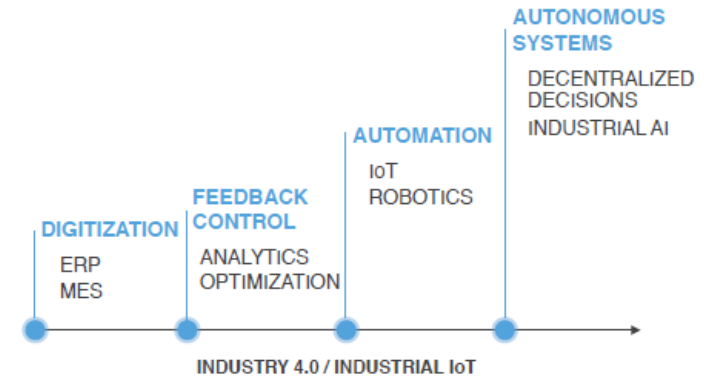 DIGITIZATION
ERP
MES
FEEDBACK
CONTROL
ANALYTICS
OPTIMIZATION
AUTOMATION
IoT
ROBOTICS
AUTONOMOUS
SYSTEMS
DECENTRALIZED
DECISIONS
INDUSTRIAL AI
INDUSTRY 4.0 / INDUSTRIAL IoT